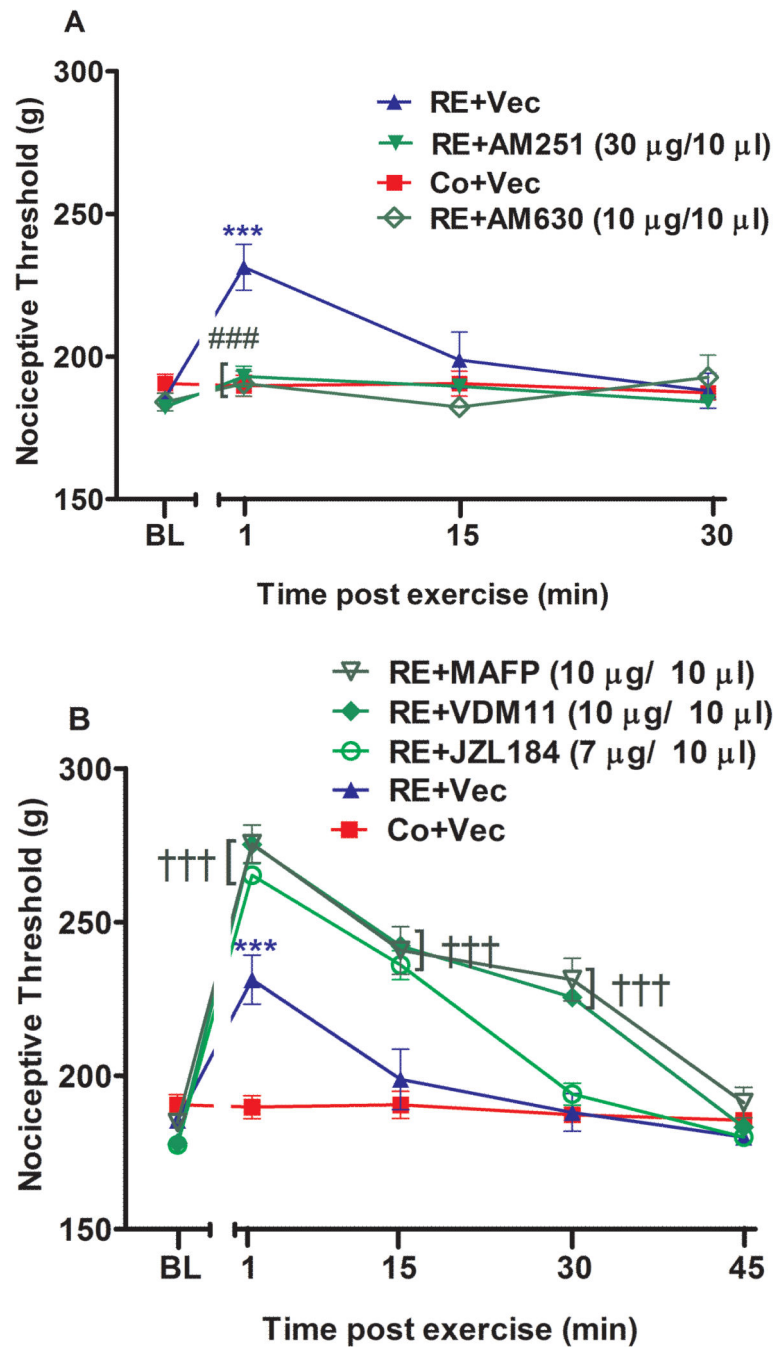 A
300
250
200
150
Nociceptive Threshold (g)
RE+Vec
RE+AM251 (30 μg/10 μl)
Co+Vec
RE+AM630 (10 μg/10 μl)
***
###
BL 1 15 30
Time post exercise (min)
B
RE+MAFP (10 μg/ 10 μl)
RE+VDM11 (10 μg/ 10 μl)
RE+JZL184 (7 μg/ 10 μl)
RE+Vec
Co+Vec
300
250
200
150
Nociceptive Threshold (g)
†††[
***
] †††
] †††
BL 1 15 30 45
Time post exercise (min)